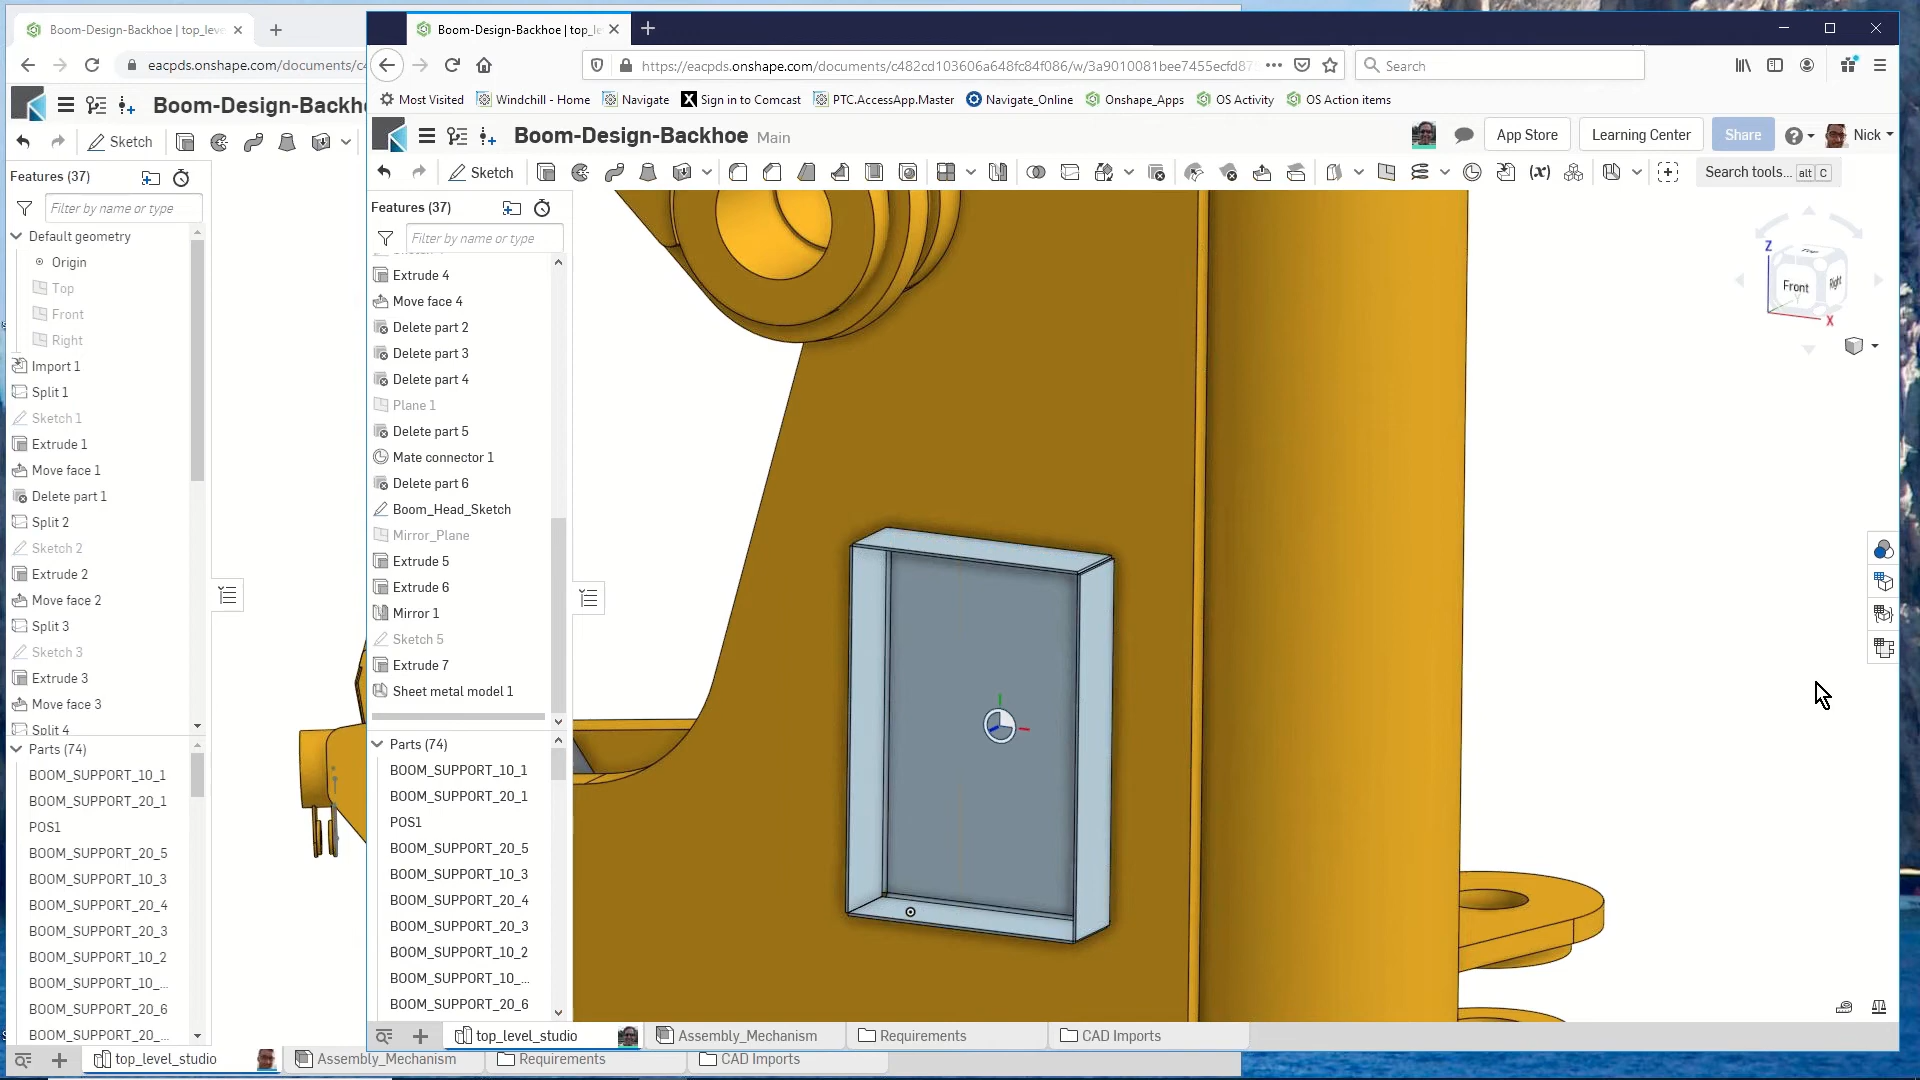 Boom-Design-Backhoe | top_leve
eacpds.onshape.com/documents/c4
Boom-Design-Backho
Sketch
Features (37)
Filter by name or type
Default geometry
Origin
Top
Front
Right
Import 1
Split 1
Sketch 1
Extrude 1
Move face 1
Delete part 1
Split 2
Sketch 2
Extrude 2
Move face 2
Split 3
Sketch 3
Extrude 3
Move face 3
Split 4
Parts (74)
BOOM_SUPPORT_10_1
BOOM_SUPPORT_20_1
POS1
BOOM_SUPPORT_20_5
BOOM_SUPPORT_10_3
BOOM_SUPPORT_20_4
BOOM_SUPPORT_20_3
BOOM_SUPPORT_10_2
BOOM_SUPPORT_10_...
BOOM_SUPPORT_20_6
BOOM_SUPPORT_20_...
top_level_studio
Assembly_Mechanism
Requirements
CAD Imports
Boom-Design-Backhoe | top_le
https://eacpds.onshape.com/documents/c482cd103606a648fc84f086/w/3a9010081bee7455ecfd87
Search
Most Visited
Windchill - Home
Navigate
Sign in to Comcast
PTC.AccessApp.Master
Navigate_Online
Onshape_Apps
OS Activity
OS Action items
Boom-Design-Backhoe Main
App Store
Learning Center
Share
Nick
Sketch
Search tools... alt C
Features (37)
Filter by name or type
Extrude 4
Move face 4
Delete part 2
Delete part 3
Delete part 4
Plane 1
Delete part 5
Mate connector 1
Delete part 6
Boom_Head_Sketch
Mirror_Plane
Extrude 5
Extrude 6
Mirror 1
Sketch 5
Extrude 7
Sheet metal model 1
Parts (74)
BOOM_SUPPORT_10_1
BOOM_SUPPORT_20_1
POS1
BOOM_SUPPORT_20_5
BOOM_SUPPORT_10_3
BOOM_SUPPORT_20_4
BOOM_SUPPORT_20_3
BOOM_SUPPORT_10_2
BOOM_SUPPORT_10_...
BOOM_SUPPORT_20_6
Z
Front
Right
Y
X
top_level_studio
Assembly_Mechanism
Requirements
CAD Imports